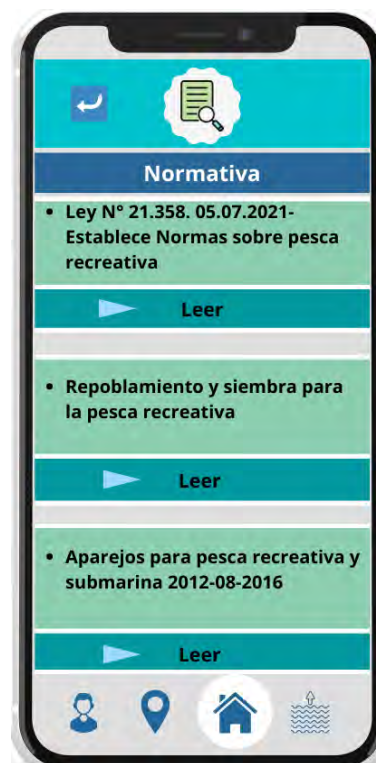 Normativa
• Ley N° 21.358. 05.07.2021-
Establece Normas sobre pesca
recreativa
Leer
• Repoblamiento y siembra para
la pesca recreativa
Leer
• Aparejos para pesca recreativa y
submarina 2012-08-2016
Leer